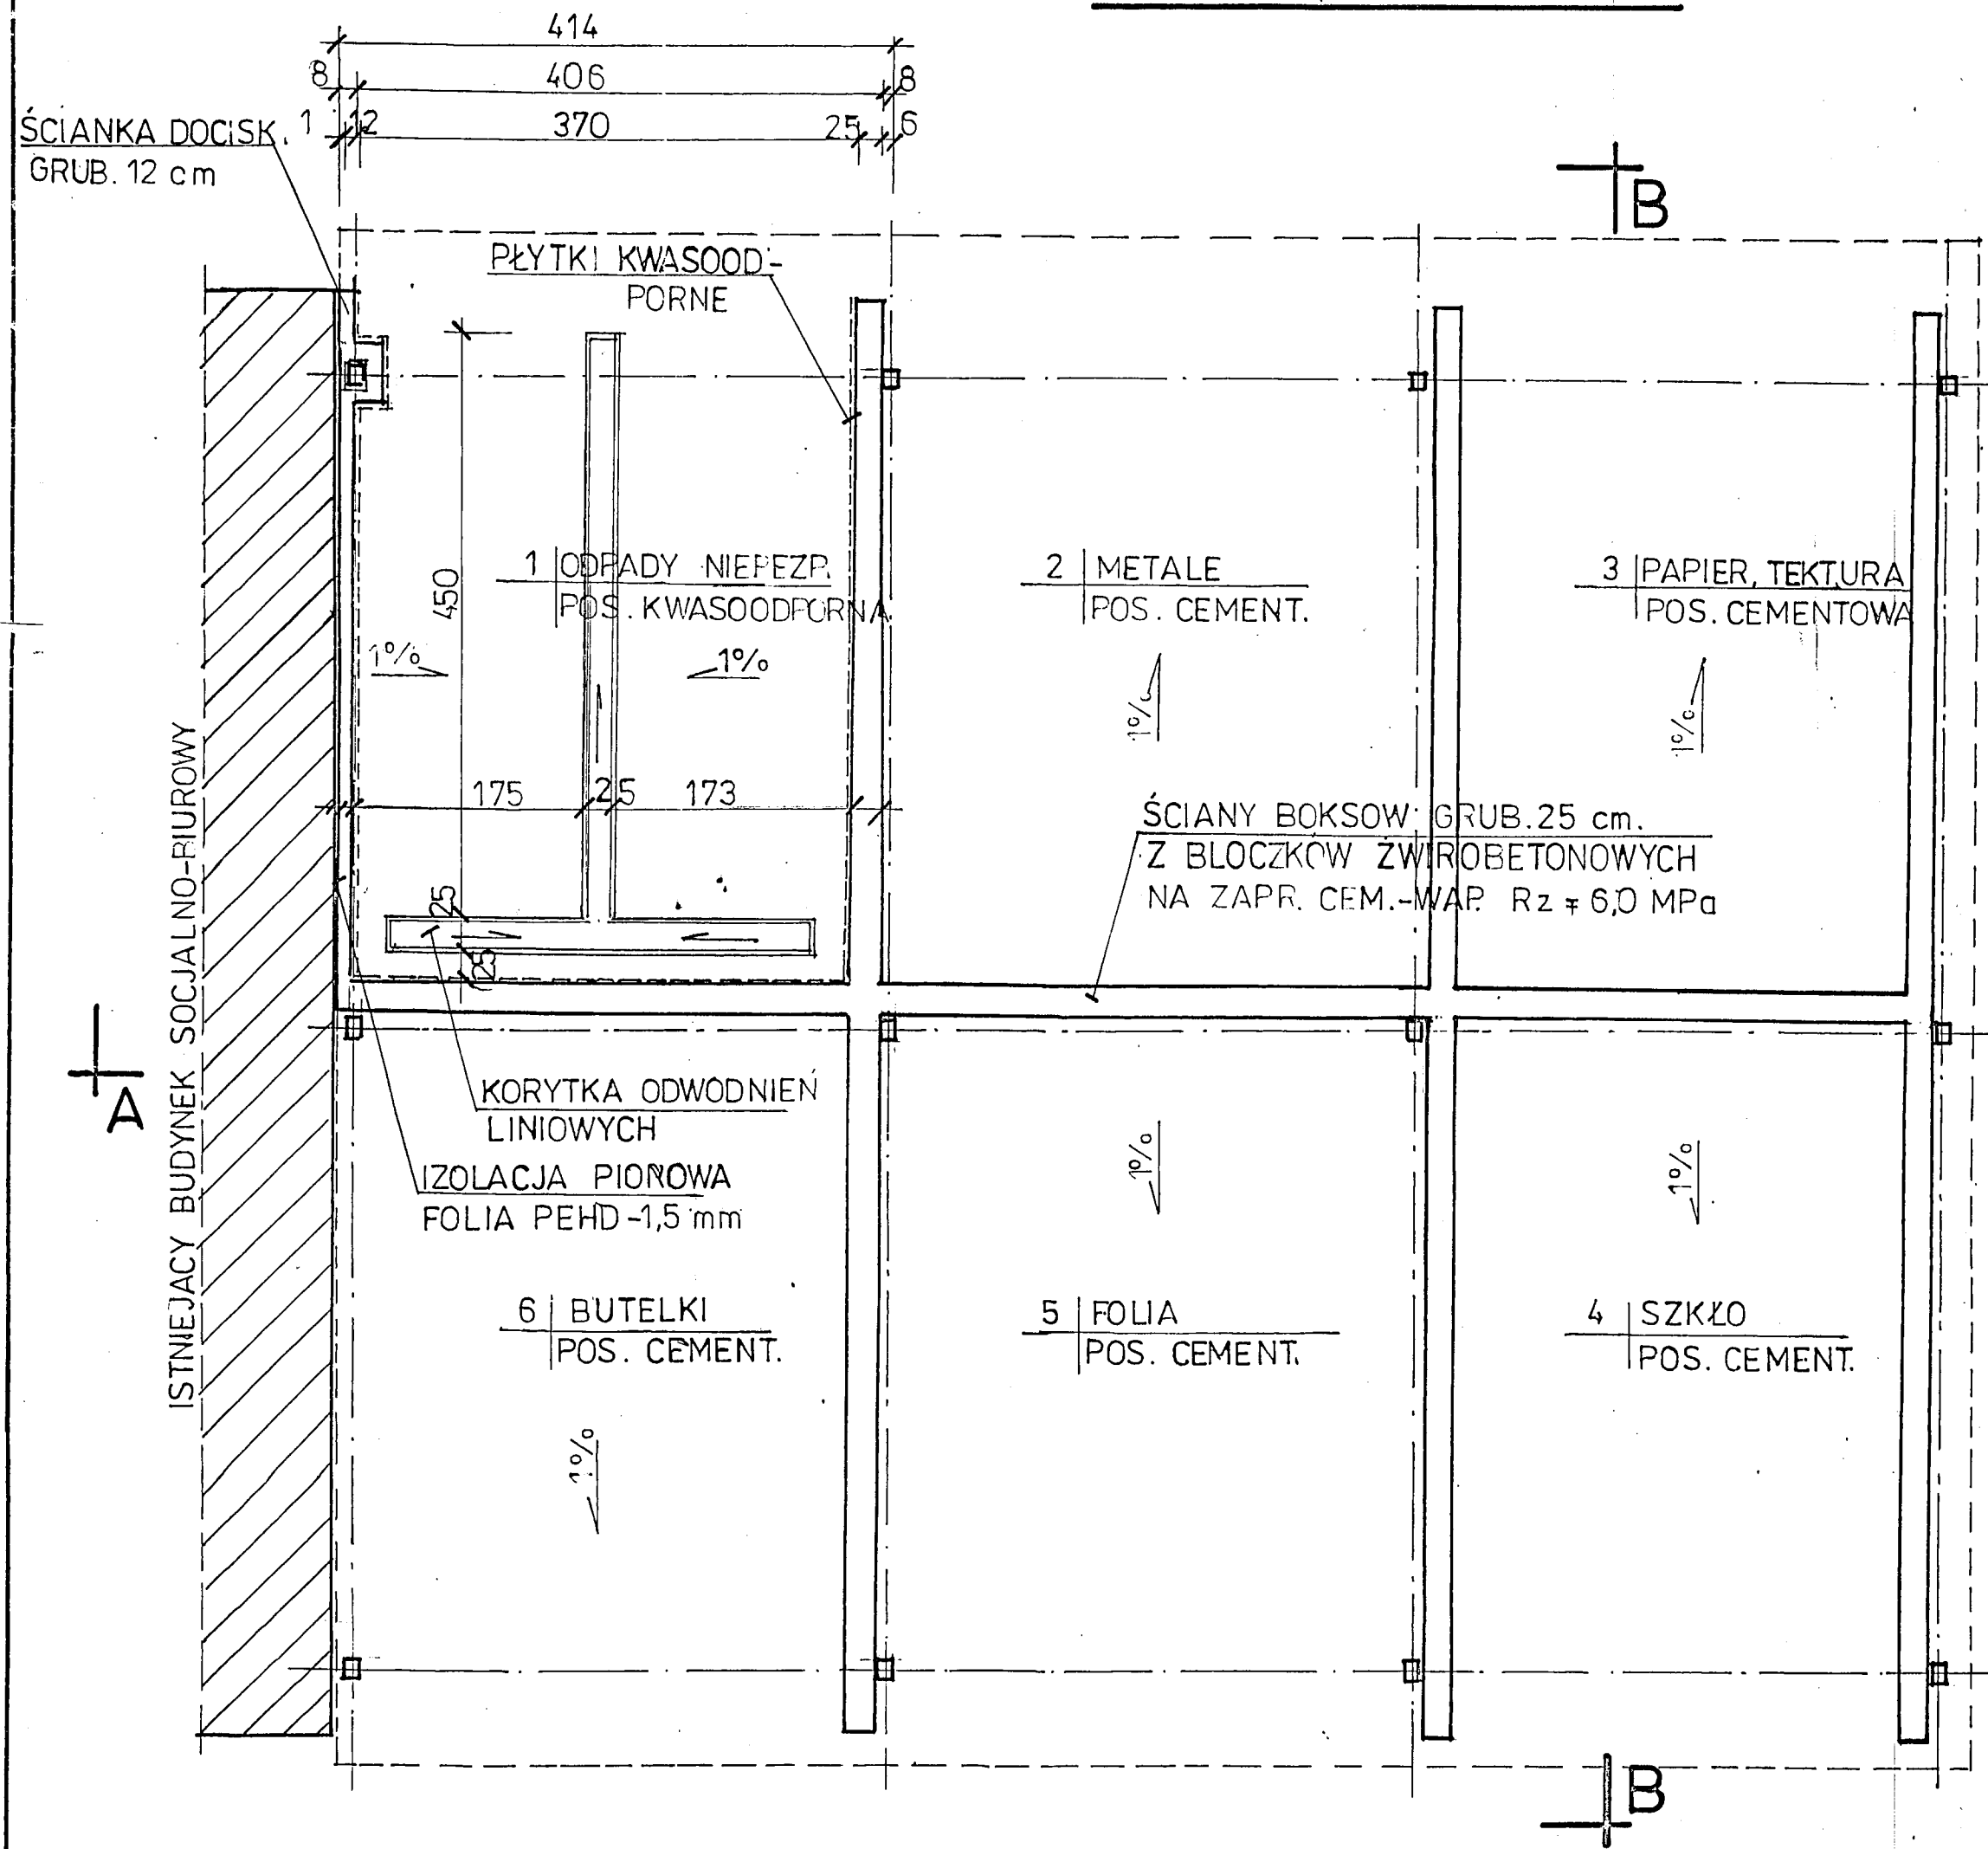 414
8 406 8
1 12 370 25 6
ŚCIANKA DOCISK.
GRUB. 12 cm
B
PŁYTKI KWASOOD-
PORNE
450
1 ODPADY NIEBEZP.
POS. KWASOODPORNA
2 METALE
POS. CEMENT.
3 PAPIER, TEKTURA
POS. CEMENTOWA
1%
1%
1%
1%
175 25 173
ŚCIANY BOKSOW GRUB. 25 cm.
Z BLOCZKÓW ŻWIROBETONOWYCH
NA ZAPR. CEM.-WAP. Rz = 6,0 MPa
25
25
ISTNIEJACY BUDYNEK SOCJALNO-BIUROWY
A
KORYTKA ODWODNIEŃ
LINIOWYCH
IZOLACJA PIONOWA
FOLIA PEHD-1,5 mm
1%
1%
6 BUTELKI
POS. CEMENT.
5 FOLIA
POS. CEMENT.
4 SZKŁO
POS. CEMENT.
1%
B